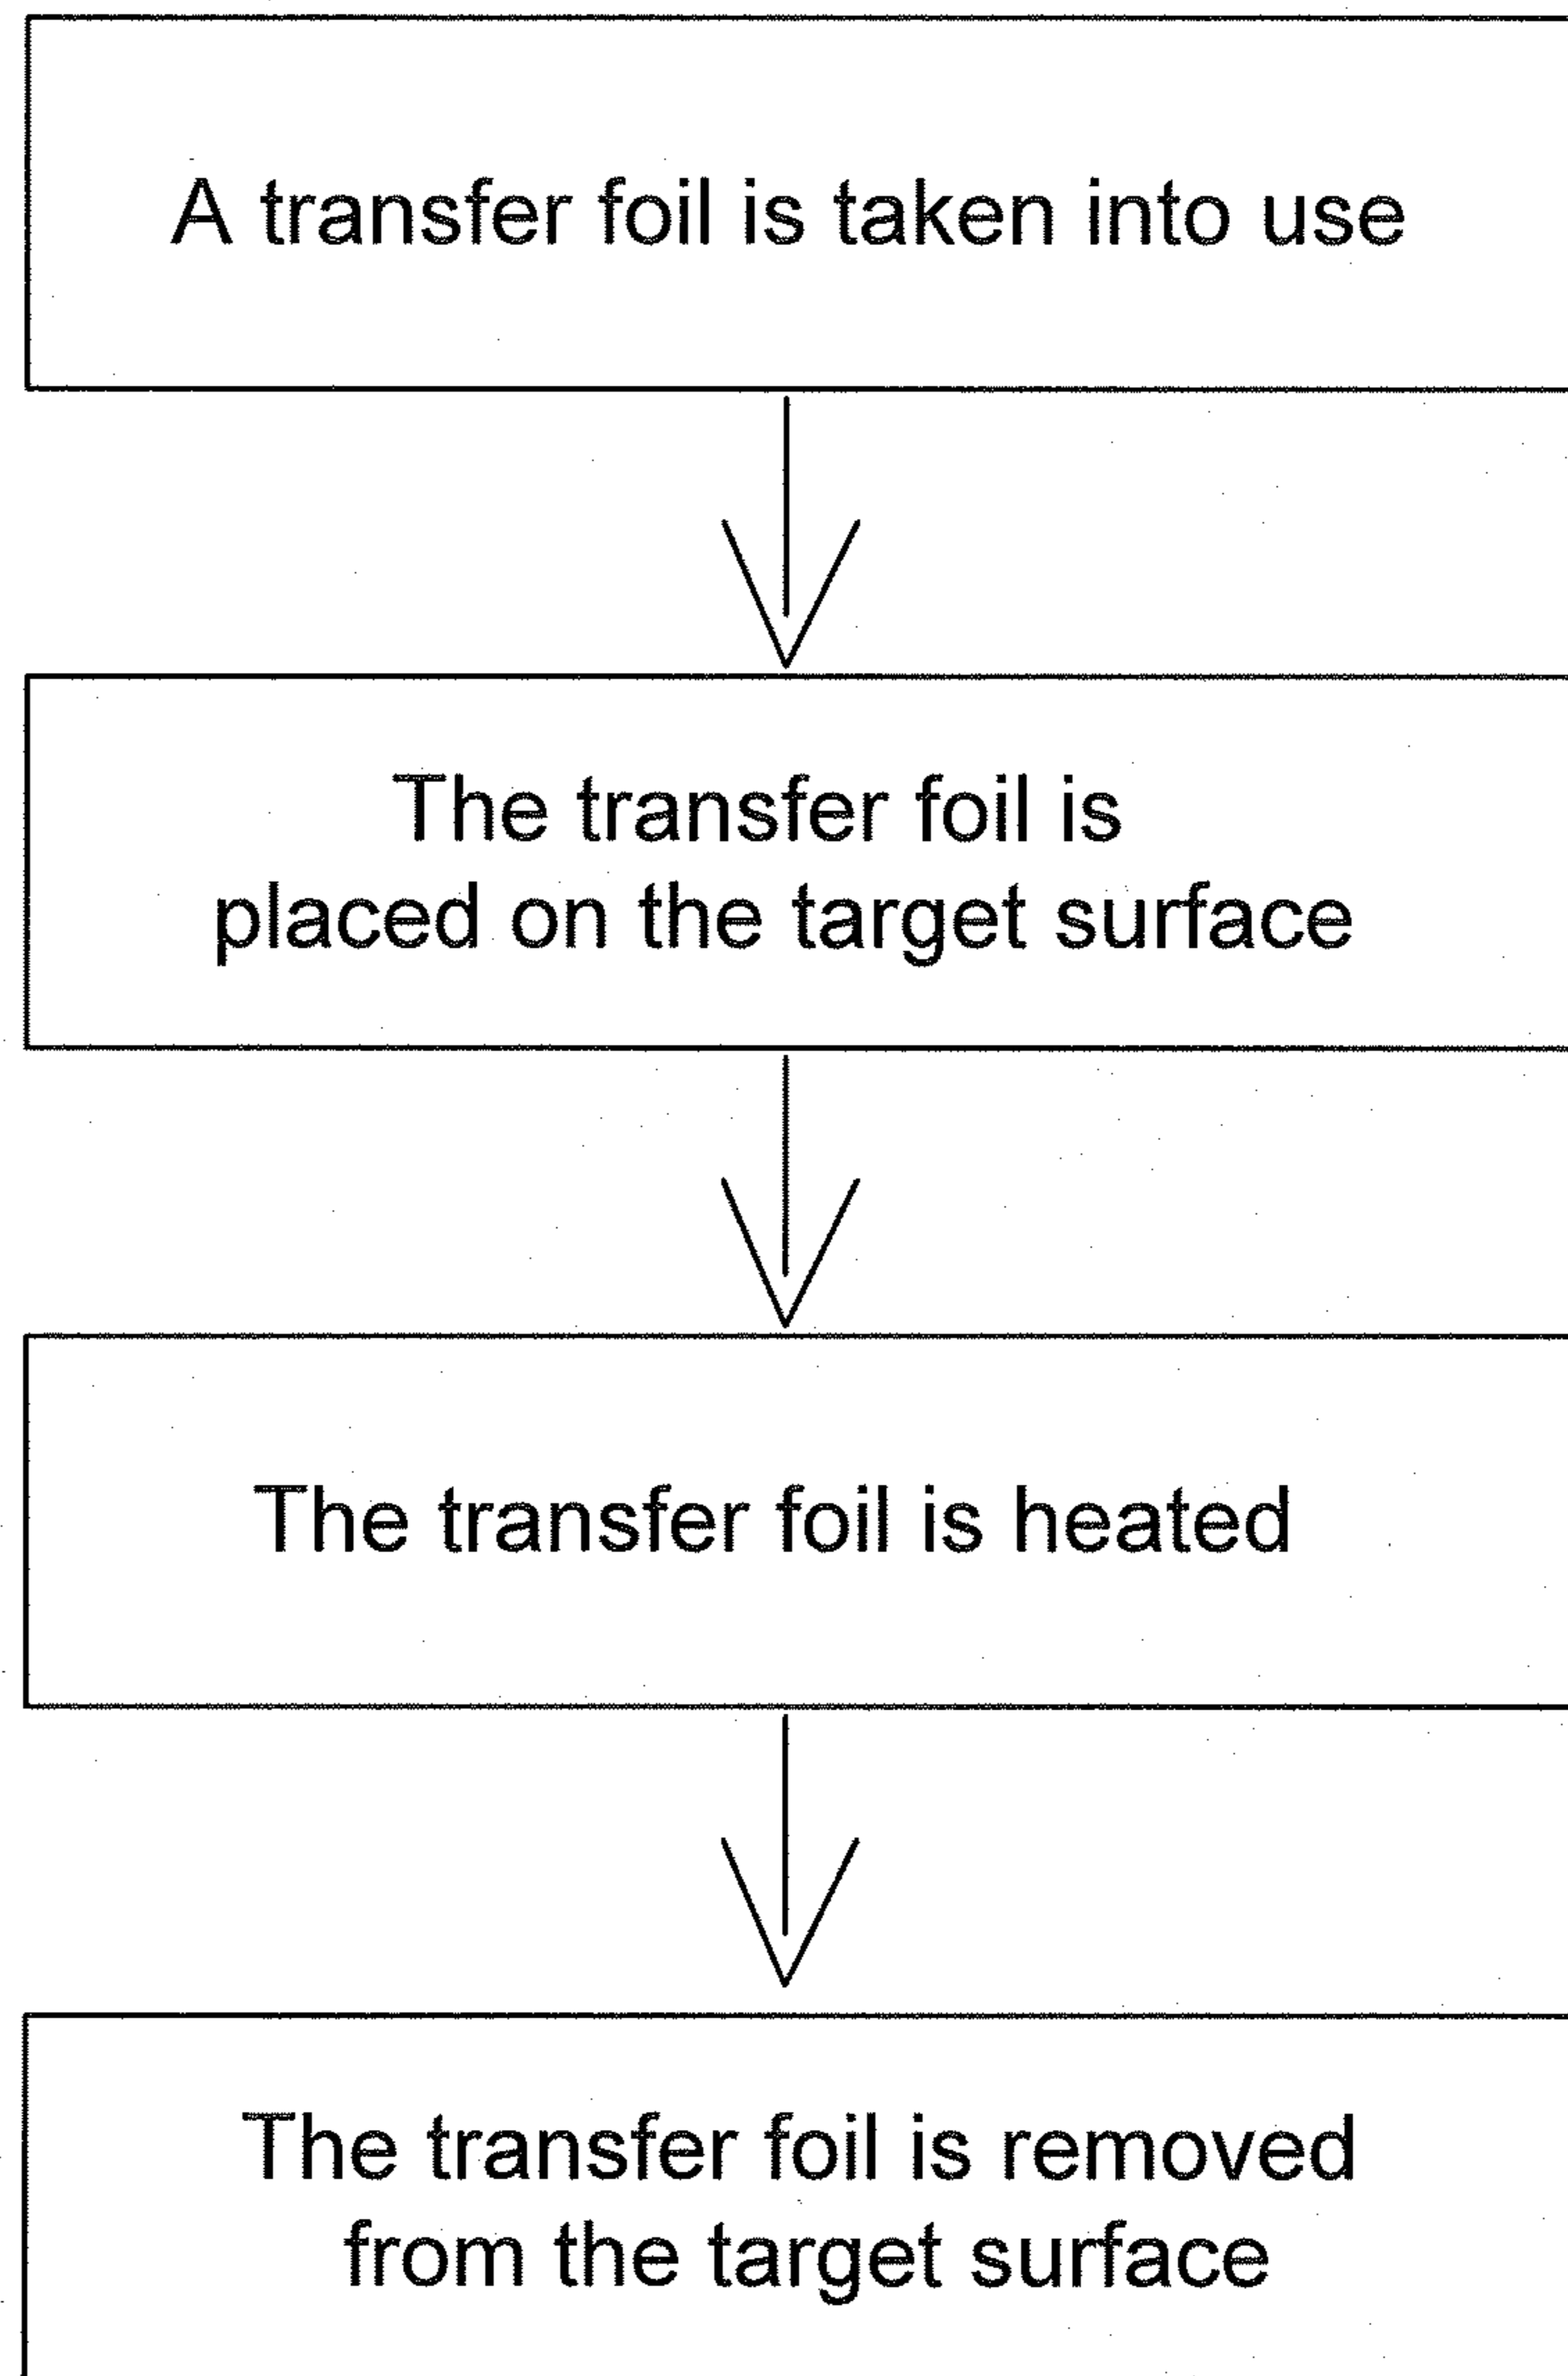 A transfer foil is taken into use
The transfer foil is
placed on the target surface
The transfer foil is heated
The transfer foil is removed
from the target surface